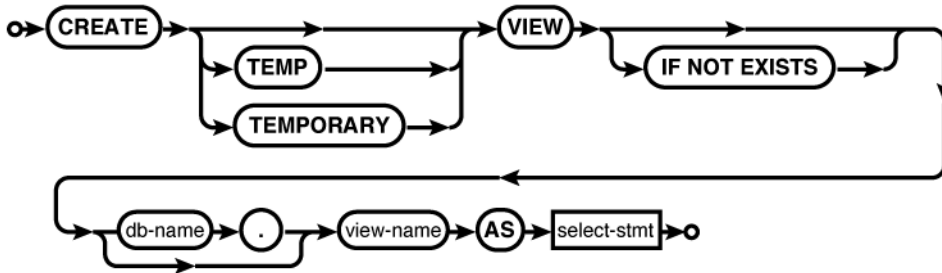 CREATE VIEW
TEMP IF NOT EXISTS
TEMPORARY
db-name . view-name AS select-stmt